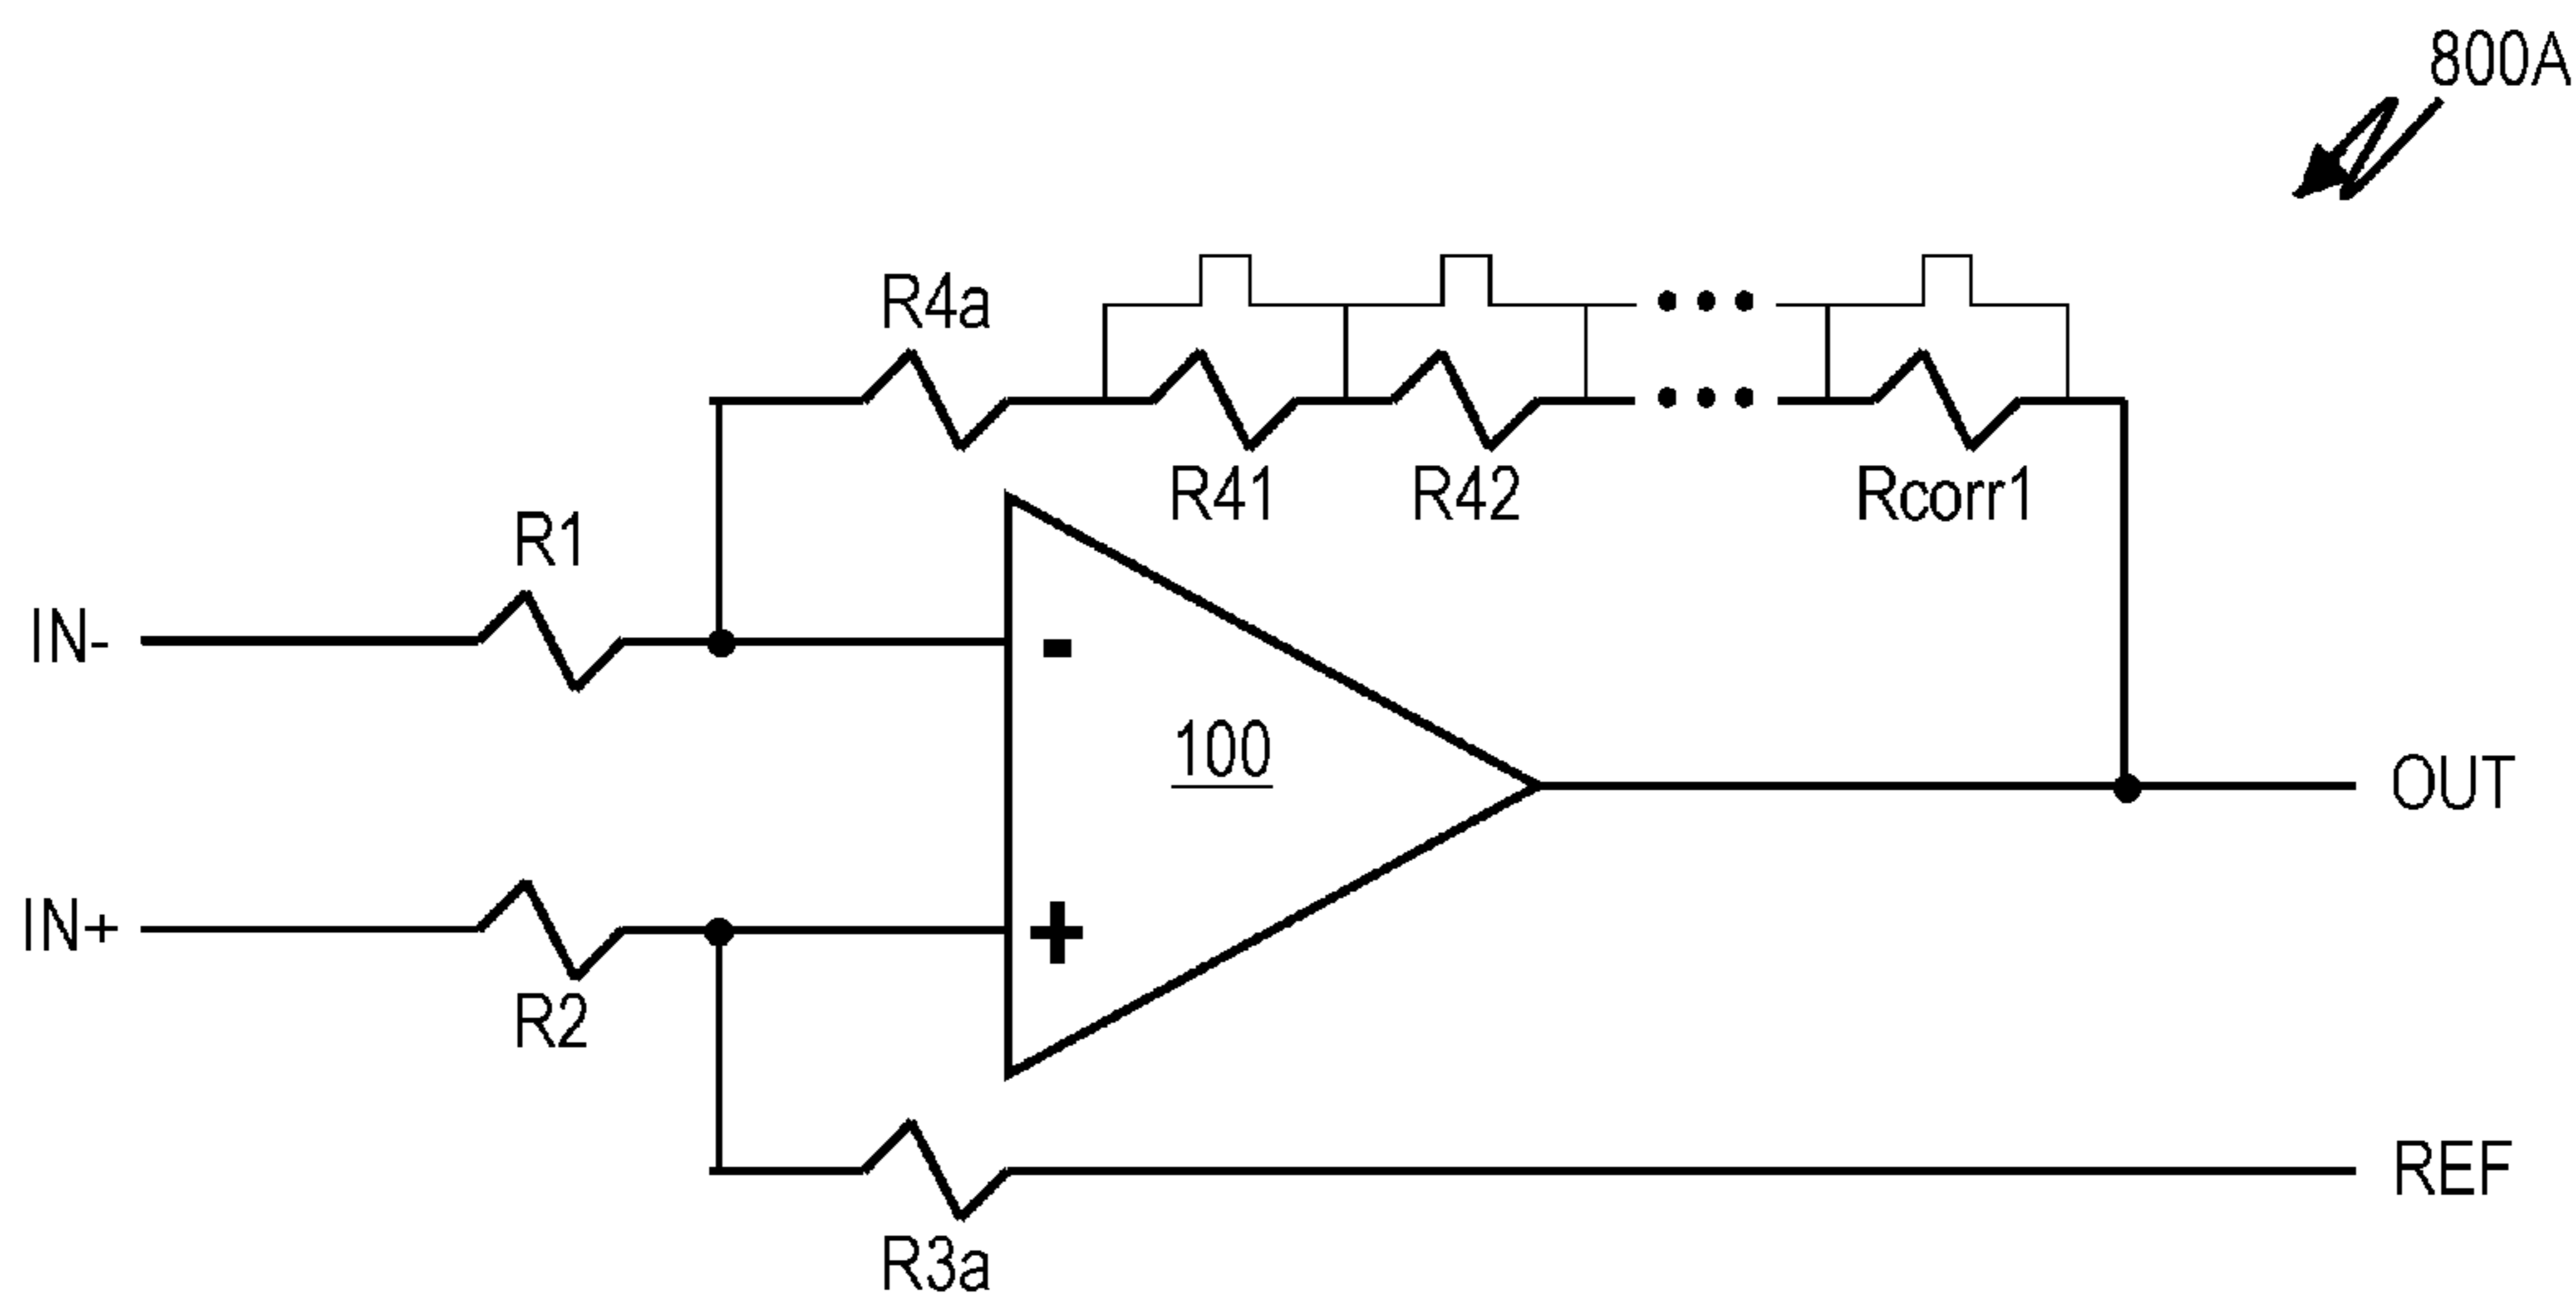 800A
R4a
R41
R42
Rcorr1
R1
IN-
-
100
OUT
IN+
+
R2
REF
R3a